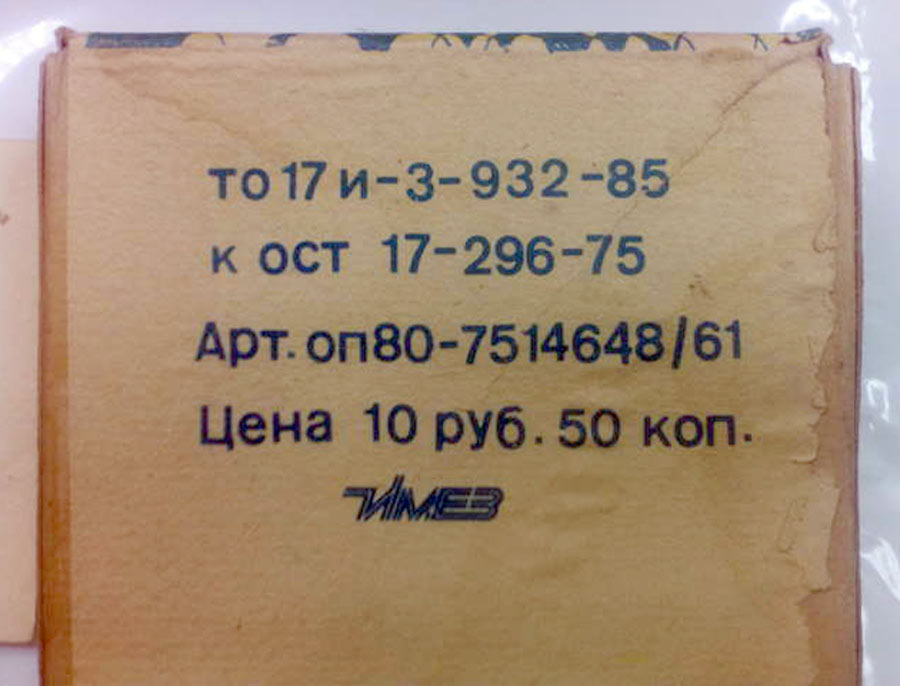 то 17 и-3-932-85
к ост 17-296-75
Арт. оп80-7514648/61
Цена 10 руб. 50 коп.
ТИМЕЗ